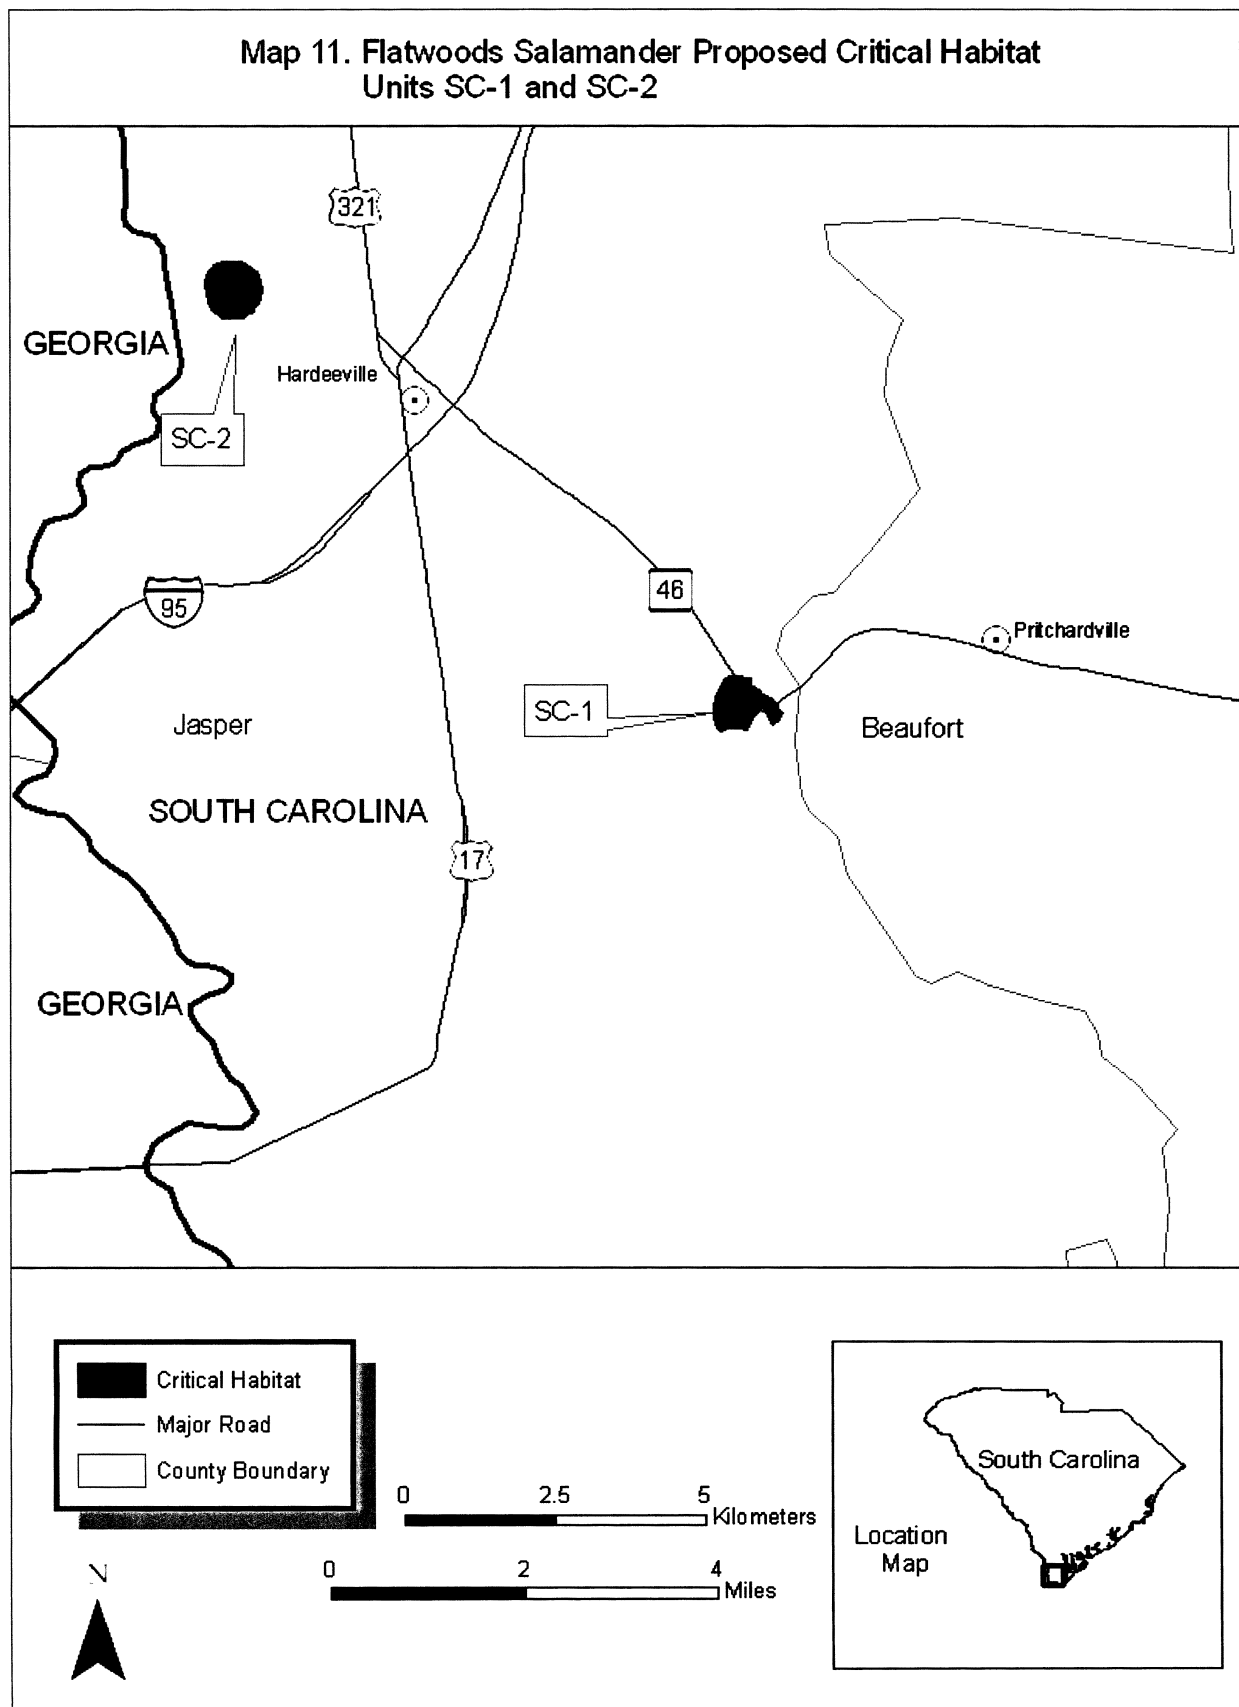 Map 11. Flatwoods Salamander Proposed Critical Habitat
Units SC-1 and SC-2
321
GEORGIA
Hardeeville
SC-2
46
95
Pritchardville
SC-1
Jasper
Beaufort
SOUTH CAROLINA
17
GEORGIA
Critical Habitat
Major Road
County Boundary
0 2.5 5
Kilometers
0 2 4
Miles
N
South Carolina
Location
Map